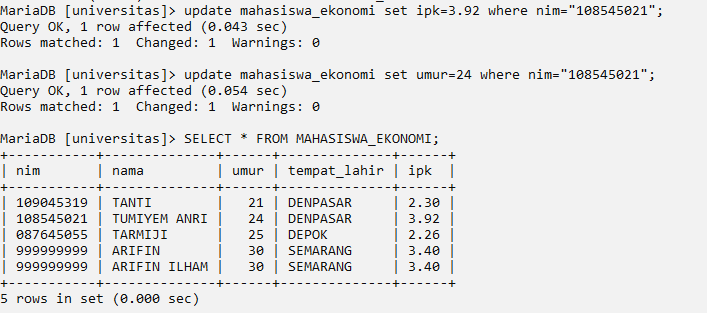 MariaDB [universitas]> update mahasiswa_ekonomi set ipk=3.92 where nim="108545021";
Query OK, 1 row affected (0.043 sec)
Rows matched: 1  Changed: 1  Warnings: 0
MariaDB [universitas]> update mahasiswa_ekonomi set umur=24 where nim="108545021";
Query OK, 1 row affected (0.054 sec)
Rows matched: 1  Changed: 1  Warnings: 0
MariaDB [universitas]> SELECT * FROM MAHASISWA_EKONOMI;
+-----------+--------------+------+--------------+------+
| nim       | nama         | umur | tempat_lahir | ipk  |
+-----------+--------------+------+--------------+------+
| 109045319 | TANTI        |   21 | DENPASAR     | 2.30 |
| 108545021 | TUMIYEM ANRI |   24 | DENPASAR     | 3.92 |
| 087645055 | TARMIJI      |   25 | DEPOK        | 2.26 |
| 999999999 | ARIFIN       |   30 | SEMARANG     | 3.40 |
| 999999999 | ARIFIN ILHAM |   30 | SEMARANG     | 3.40 |
+-----------+--------------+------+--------------+------+
5 rows in set (0.000 sec)